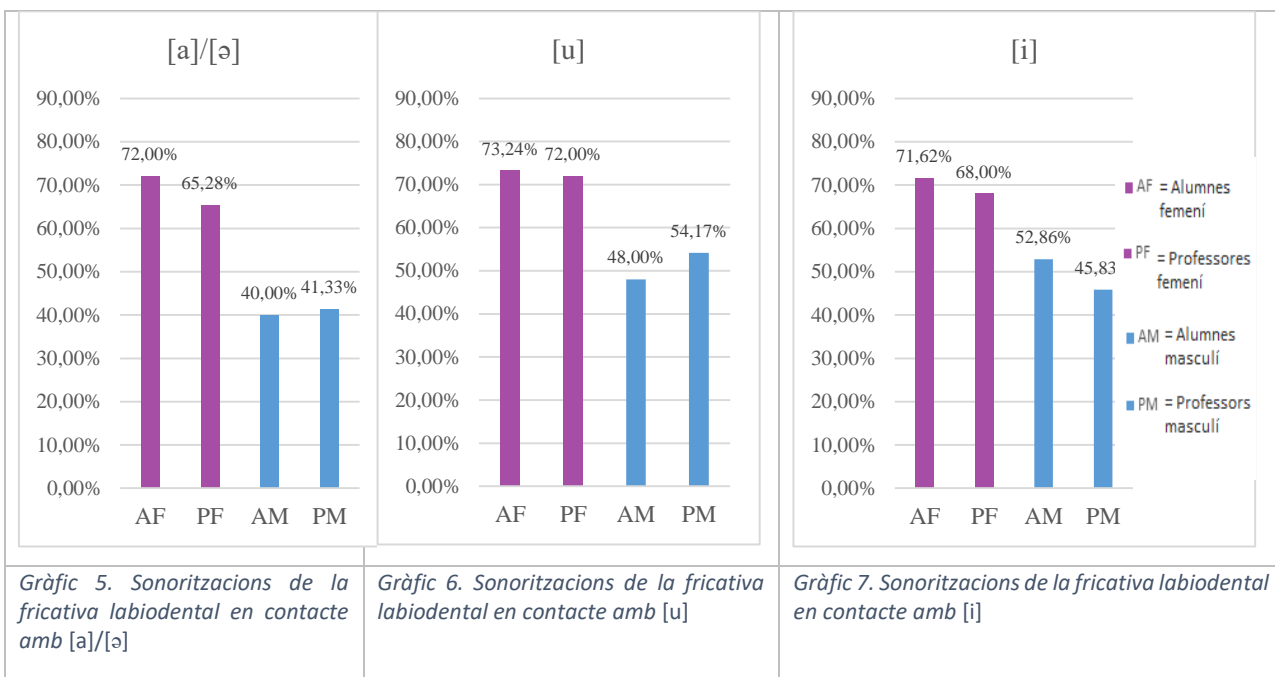 [a]/[ə]
90,00%
80,00%
70,00%
60,00%
50,00%
40,00%
30,00%
20,00%
10,00%
0,00%
72,00%
65,28%
40,00%
41,33%
AF PF AM PM
[u]
90,00%
80,00%
70,00%
60,00%
50,00%
40,00%
30,00%
20,00%
10,00%
0,00%
73,24%
72,00%
48,00%
54,17%
AF PF AM PM
[i]
90,00%
80,00%
70,00%
60,00%
50,00%
40,00%
30,00%
20,00%
10,00%
0,00%
71,62%
68,00%
52,86%
45,83
AF PF AM PM
AF = Alumnes
femení
PF = Professores
femení
AM = Alumnes
masculí
PM = Professors
masculí
Gràfic 5. Sonoritzacions de la
fricativa labiodental en contacte
amb [a]/[ə]
Gràfic 6. Sonoritzacions de la fricativa
labiodental en contacte amb [u]
Gràfic 7. Sonoritzacions de la fricativa labiodental
en contacte amb [i]